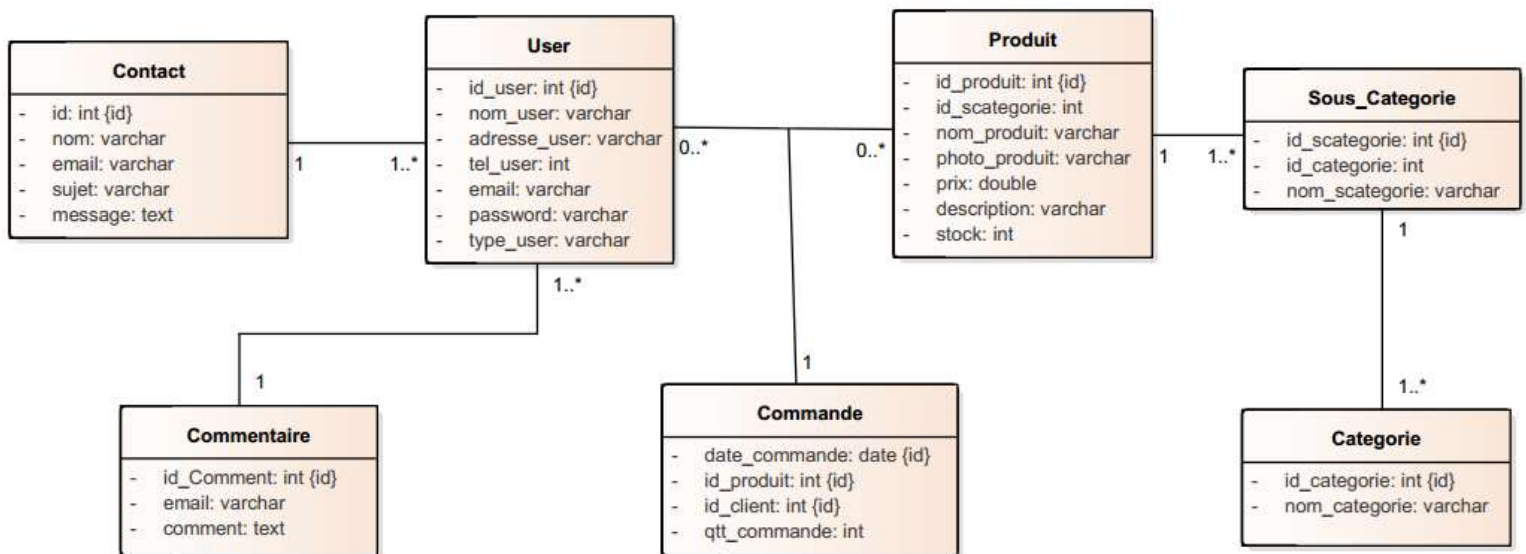 Contact
- id: int {id}
- nom: varchar
- email: varchar
- sujet: varchar
- message: text
1
1..*
User
- id_user: int {id}
- nom_user: varchar
- adresse_user: varchar
- tel_user: int
- email: varchar
- password: varchar
- type_user: varchar
0..*
0..*
Produit
- id_produit: int {id}
- id_scategorie: int
- nom_produit: varchar
- photo_produit: varchar
- prix: double
- description: varchar
- stock: int
1
1..*
Sous_Categorie
- id_scategorie: int {id}
- id_categorie: int
- nom_scategorie: varchar
1
1..*
1..*
1
1
Commentaire
- id_Comment: int {id}
- email: varchar
- comment: text
Commande
- date_commande: date {id}
- id_produit: int {id}
- id_client: int {id}
- qtt_commande: int
Categorie
- id_categorie: int {id}
- nom_categorie: varchar